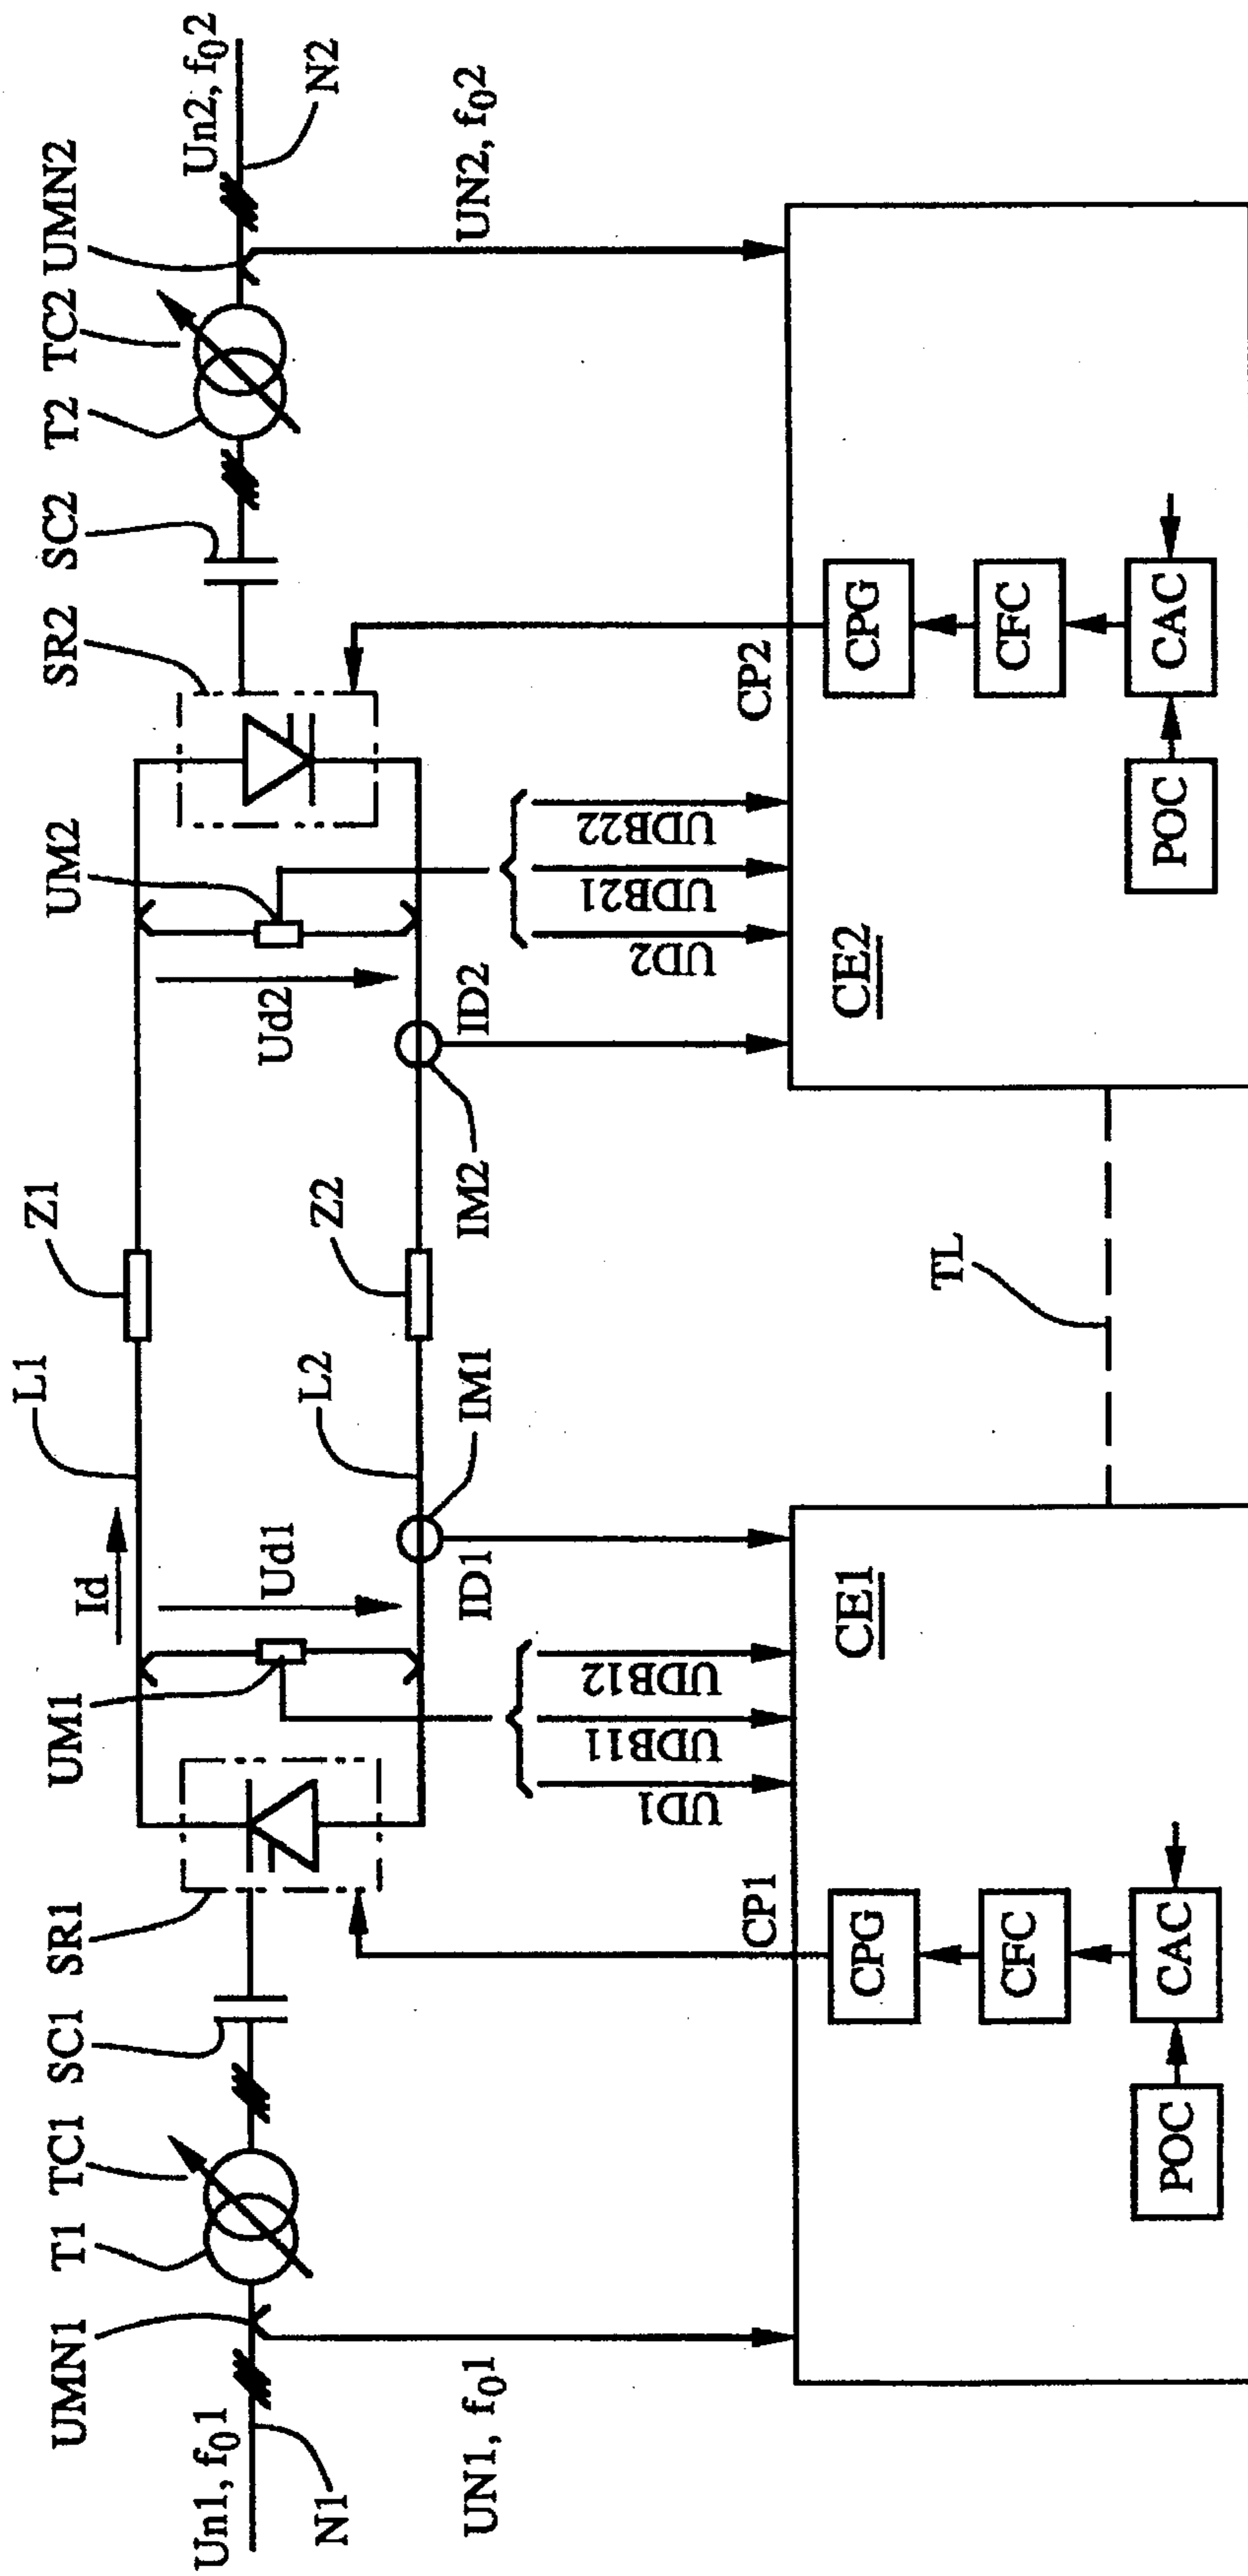 Un1, f₀1
N1
UMN1
T1
TC1
SC1
SR1
UM1
Id
Ud1
L1
L2
Z1
Z2
UM2
Ud2
SR2
SC2
T2
TC2
UMN2
Un2, f₀2
N2
UN1, f₀1
CP1
UD1
UDB11
UDB12
ID1
IM1
IM2
ID2
UD2
UDB21
UDB22
CP2
UN2, f₀2
CE1
CPG
CFC
POC
CAC
TL
CE2
CPG
CFC
POC
CAC